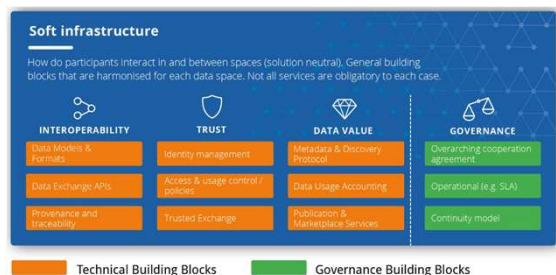 Soft infrastructure
How do participants interact in and between spaces (solution neutral). General building
blocks that are harmonised for each data space. Not all services are obligatory to each case.
INTEROPERABILITY
Data Models &
Formats
Data Exchange APIs
Provenance and
traceability
TRUST
Identity management
Access & usage control /
policies
Trusted Exchange
DATA VALUE
Metadata & Discovery
Protocol
Data Usage Accounting
Publication &
Marketplace Services
GOVERNANCE
Overarching cooperation
agreement
Operational (e.g. SLA)
Continuity model
Technical Building Blocks
Governance Building Blocks